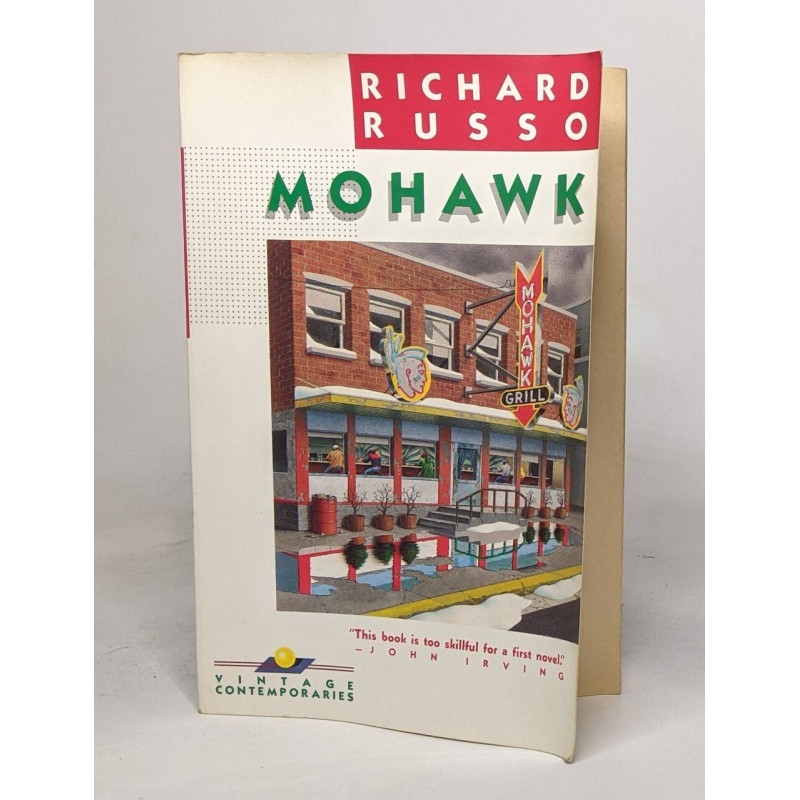 RICHARD
RUSSO
MOHAWK
MOHAWK
GRILL
"This book is too skillful for a first novel."
—JOHN IRVING
VINTAGE
CONTEMPORARIES